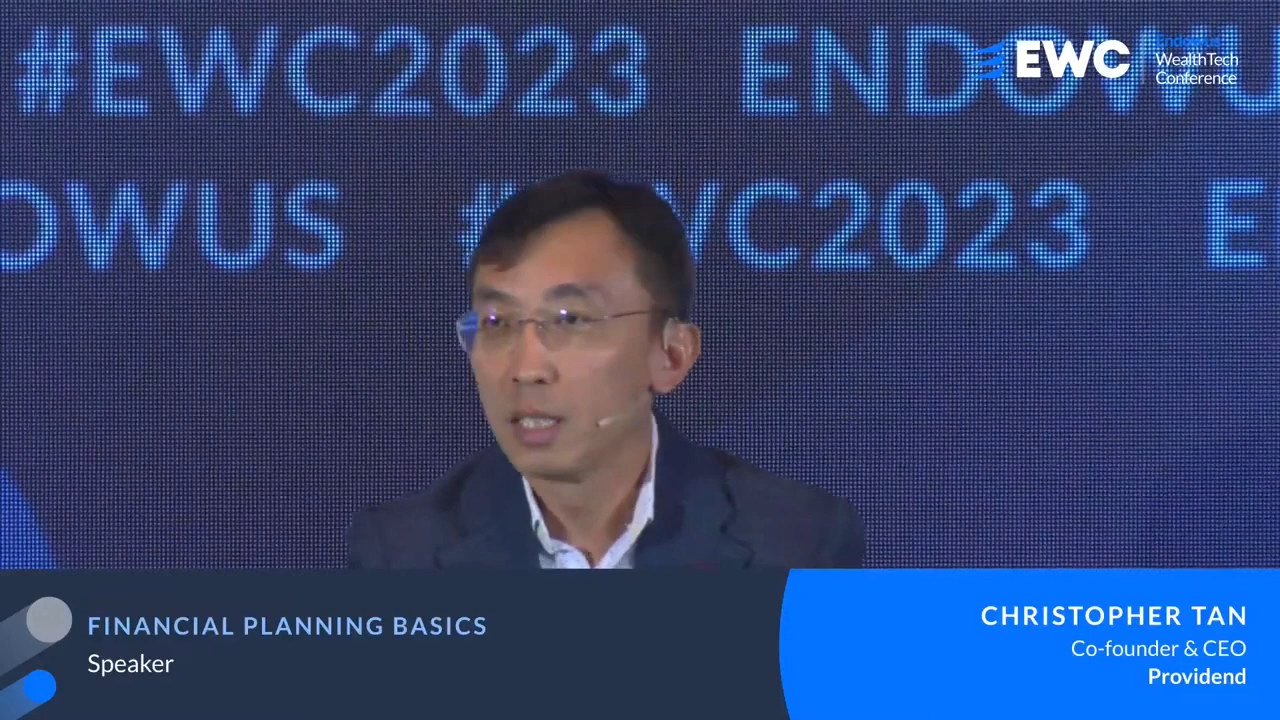 #EWC2023 ENDOWU
EWC
WealthTech
Conference
OWUS #EWC2023 E
FINANCIAL PLANNING BASICS
Speaker
CHRISTOPHER TAN
Co-founder & CEO
Providend